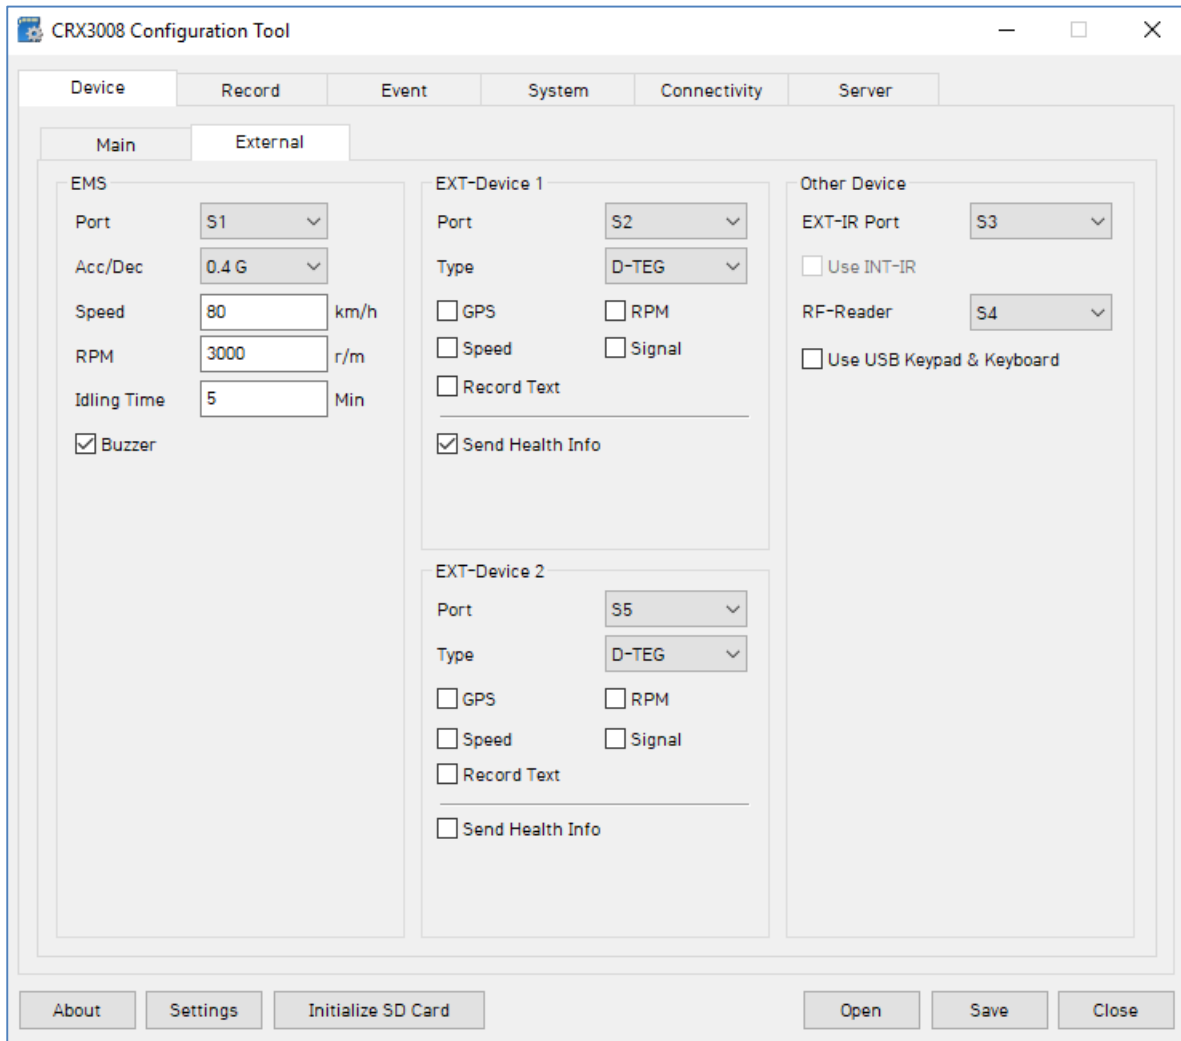 CRX3008 Configuration Tool
Device Record Event System Connectivity Server
Main External
EMS
Port S1
Acc/Dec 0.4 G
Speed 80 km/h
RPM 3000 r/m
Idling Time 5 Min
Buzzer
EXT-Device 1
Port S2
Type D-TEG
GPS RPM
Speed Signal
Record Text
Send Health Info
EXT-Device 2
Port S5
Type D-TEG
GPS RPM
Speed Signal
Record Text
Send Health Info
Other Device
EXT-IR Port S3
Use INT-IR
RF-Reader S4
Use USB Keypad & Keyboard
About Settings Initialize SD Card Open Save Close